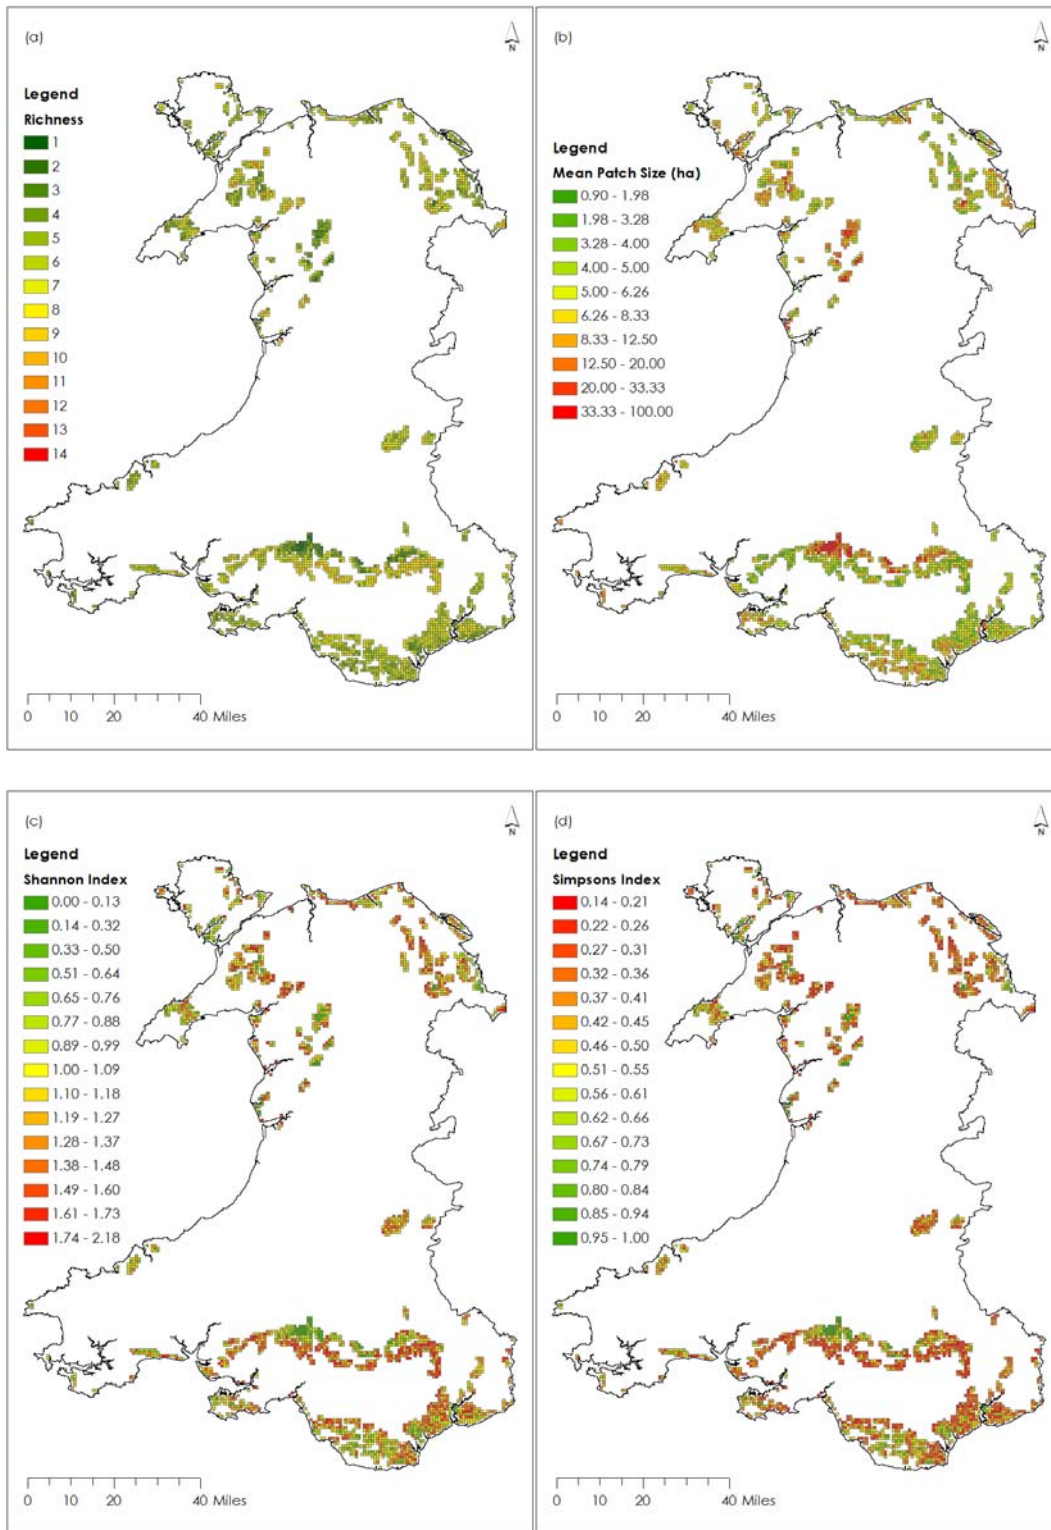 (a)
N
Legend
Richness
1
2
3
4
5
6
7
8
9
10
11
12
13
14
0 10 20 40 Miles
(b)
N
Legend
Mean Patch Size (ha)
0.90 - 1.98
1.98 - 3.28
3.28 - 4.00
4.00 - 5.00
5.00 - 6.26
6.26 - 8.33
8.33 - 12.50
12.50 - 20.00
20.00 - 33.33
33.33 - 100.00
0 10 20 40 Miles
(c)
N
Legend
Shannon Index
0.00 - 0.13
0.14 - 0.32
0.33 - 0.50
0.51 - 0.64
0.65 - 0.76
0.77 - 0.88
0.89 - 0.99
1.00 - 1.09
1.10 - 1.18
1.19 - 1.27
1.28 - 1.37
1.38 - 1.48
1.49 - 1.60
1.61 - 1.73
1.74 - 2.18
0 10 20 40 Miles
(d)
N
Legend
Simpsons Index
0.14 - 0.21
0.22 - 0.26
0.27 - 0.31
0.32 - 0.36
0.37 - 0.41
0.42 - 0.45
0.46 - 0.50
0.51 - 0.55
0.56 - 0.61
0.62 - 0.66
0.67 - 0.73
0.74 - 0.79
0.80 - 0.84
0.85 - 0.94
0.95 - 1.00
0 10 20 40 Miles